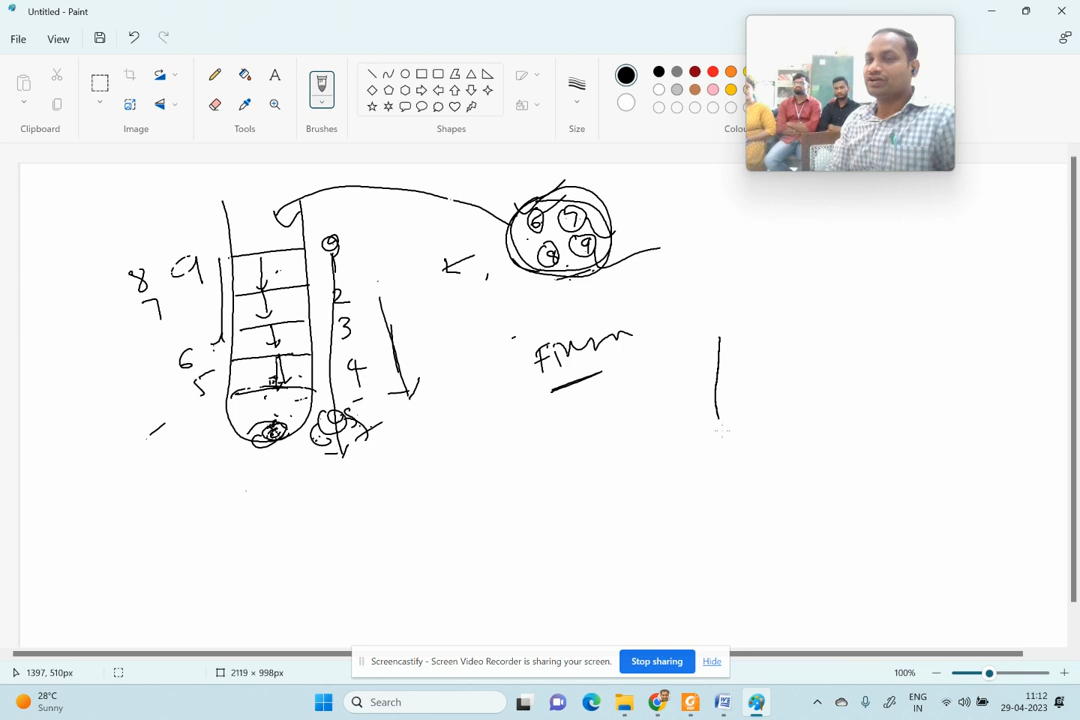 Untitled - Paint
File View
Clipboard
Image
Tools
Brushes
Shapes
Size
Colou
6 7
8 9
8 9
7
2
3
6
4
5
Screencastify - Screen Video Recorder is sharing your screen. Stop sharing Hide
1397, 510px
2119 × 998px
100%
28°C
Sunny
Search
ENG
IN
11:12
29-04-2023